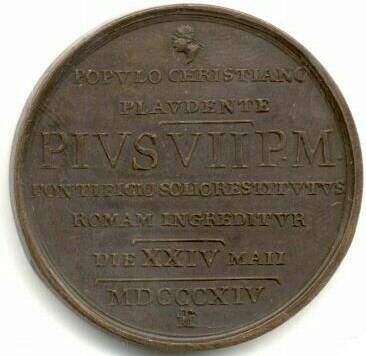 POPVLO CHRISTIANO
PLAVDENTE
PIVS VII P.M.
PONTIFICIO SOLIO RESTITVTVS
ROMAM INGREDITVR
DIE XXIV MAII
MDCCCXIV